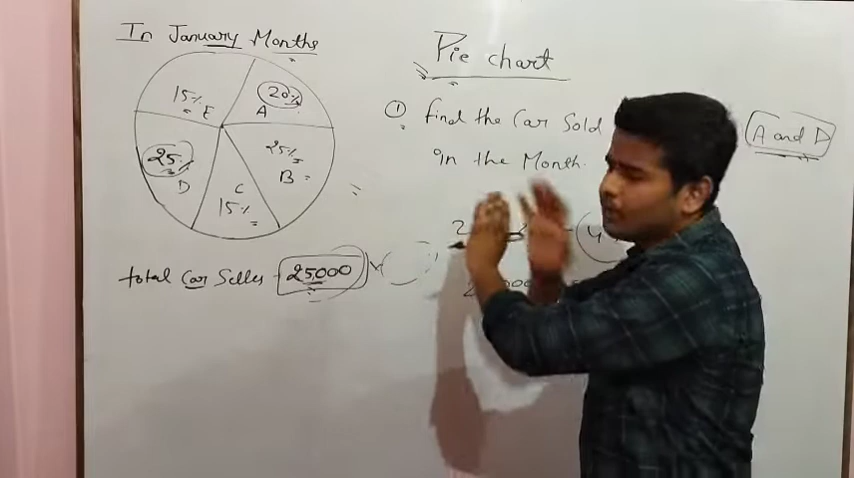 In January Months
Pie chart
15% E
20% A
25% B
25% D
C 15%
① find the Car Sold
A and D
in the Month.
total Car Selles - 25000